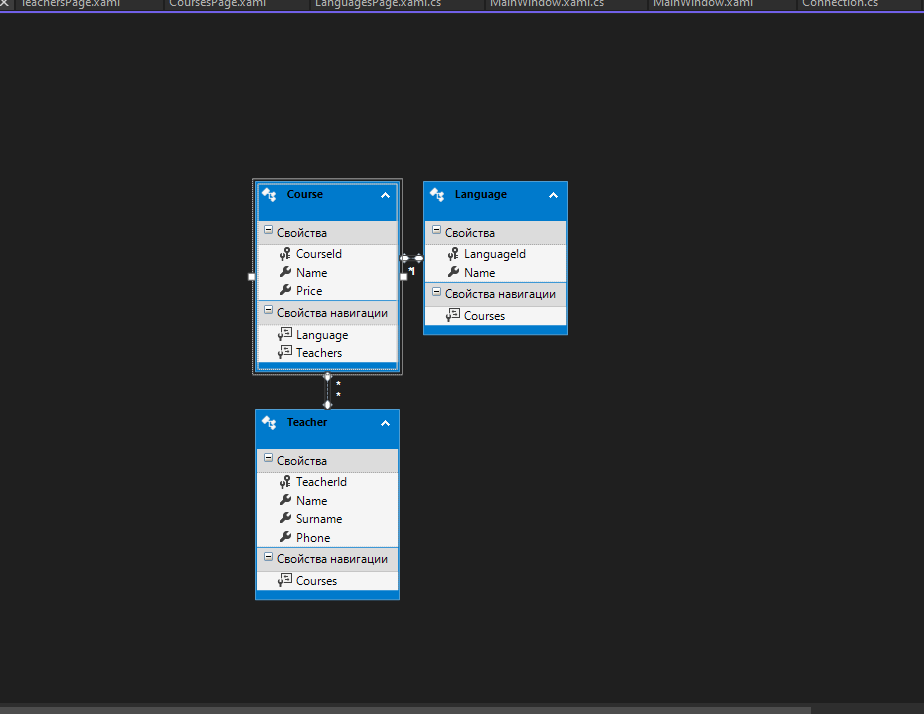 TeachersPage.xaml CoursesPage.xaml LanguagesPage.xaml.cs MainWindow.xaml.cs MainWindow.xaml Connection.cs
Course
Свойства
CourseId
Name
Price
Свойства навигации
Language
Teachers
*1
Language
Свойства
LanguageId
Name
Свойства навигации
Courses
*
*
Teacher
Свойства
TeacherId
Name
Surname
Phone
Свойства навигации
Courses